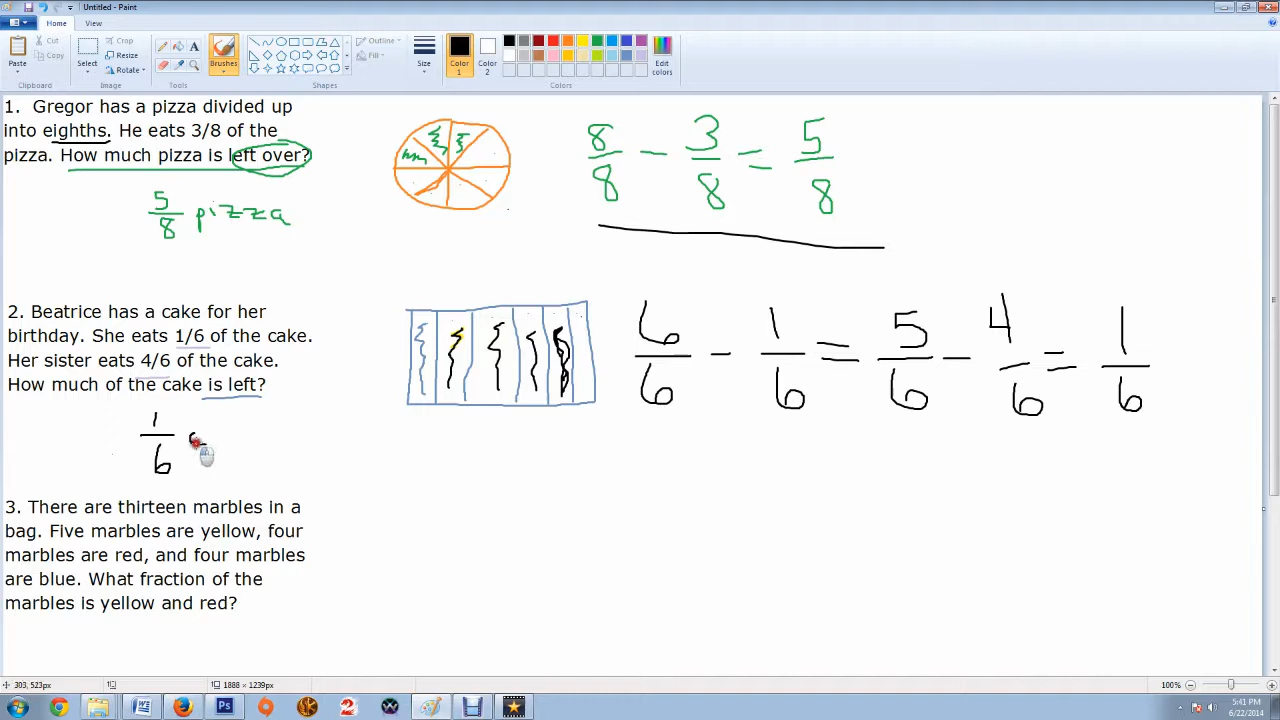 Untitled - Paint
Home View
Paste
Cut
Copy
Clipboard
Select
Crop
Resize
Rotate
Image
A
Tools
Brushes
Outline
Fill
Shapes
Size
Color 1
Color 2
Edit colors
Colors
1. Gregor has a pizza divided up
into eighths. He eats 3/8 of the
pizza. How much pizza is left over?
5/8 pizza
8/8 - 3/8 = 5/8
2. Beatrice has a cake for her
birthday. She eats 1/6 of the cake.
Her sister eats 4/6 of the cake.
How much of the cake is left?
1/6
6/6 - 1/6 = 5/6 - 4/6 = 1/6
3. There are thirteen marbles in a
bag. Five marbles are yellow, four
marbles are red, and four marbles
are blue. What fraction of the
marbles is yellow and red?
303, 523px
1888 × 1239px
100%
Ps
2
5:41 PM
6/22/2014